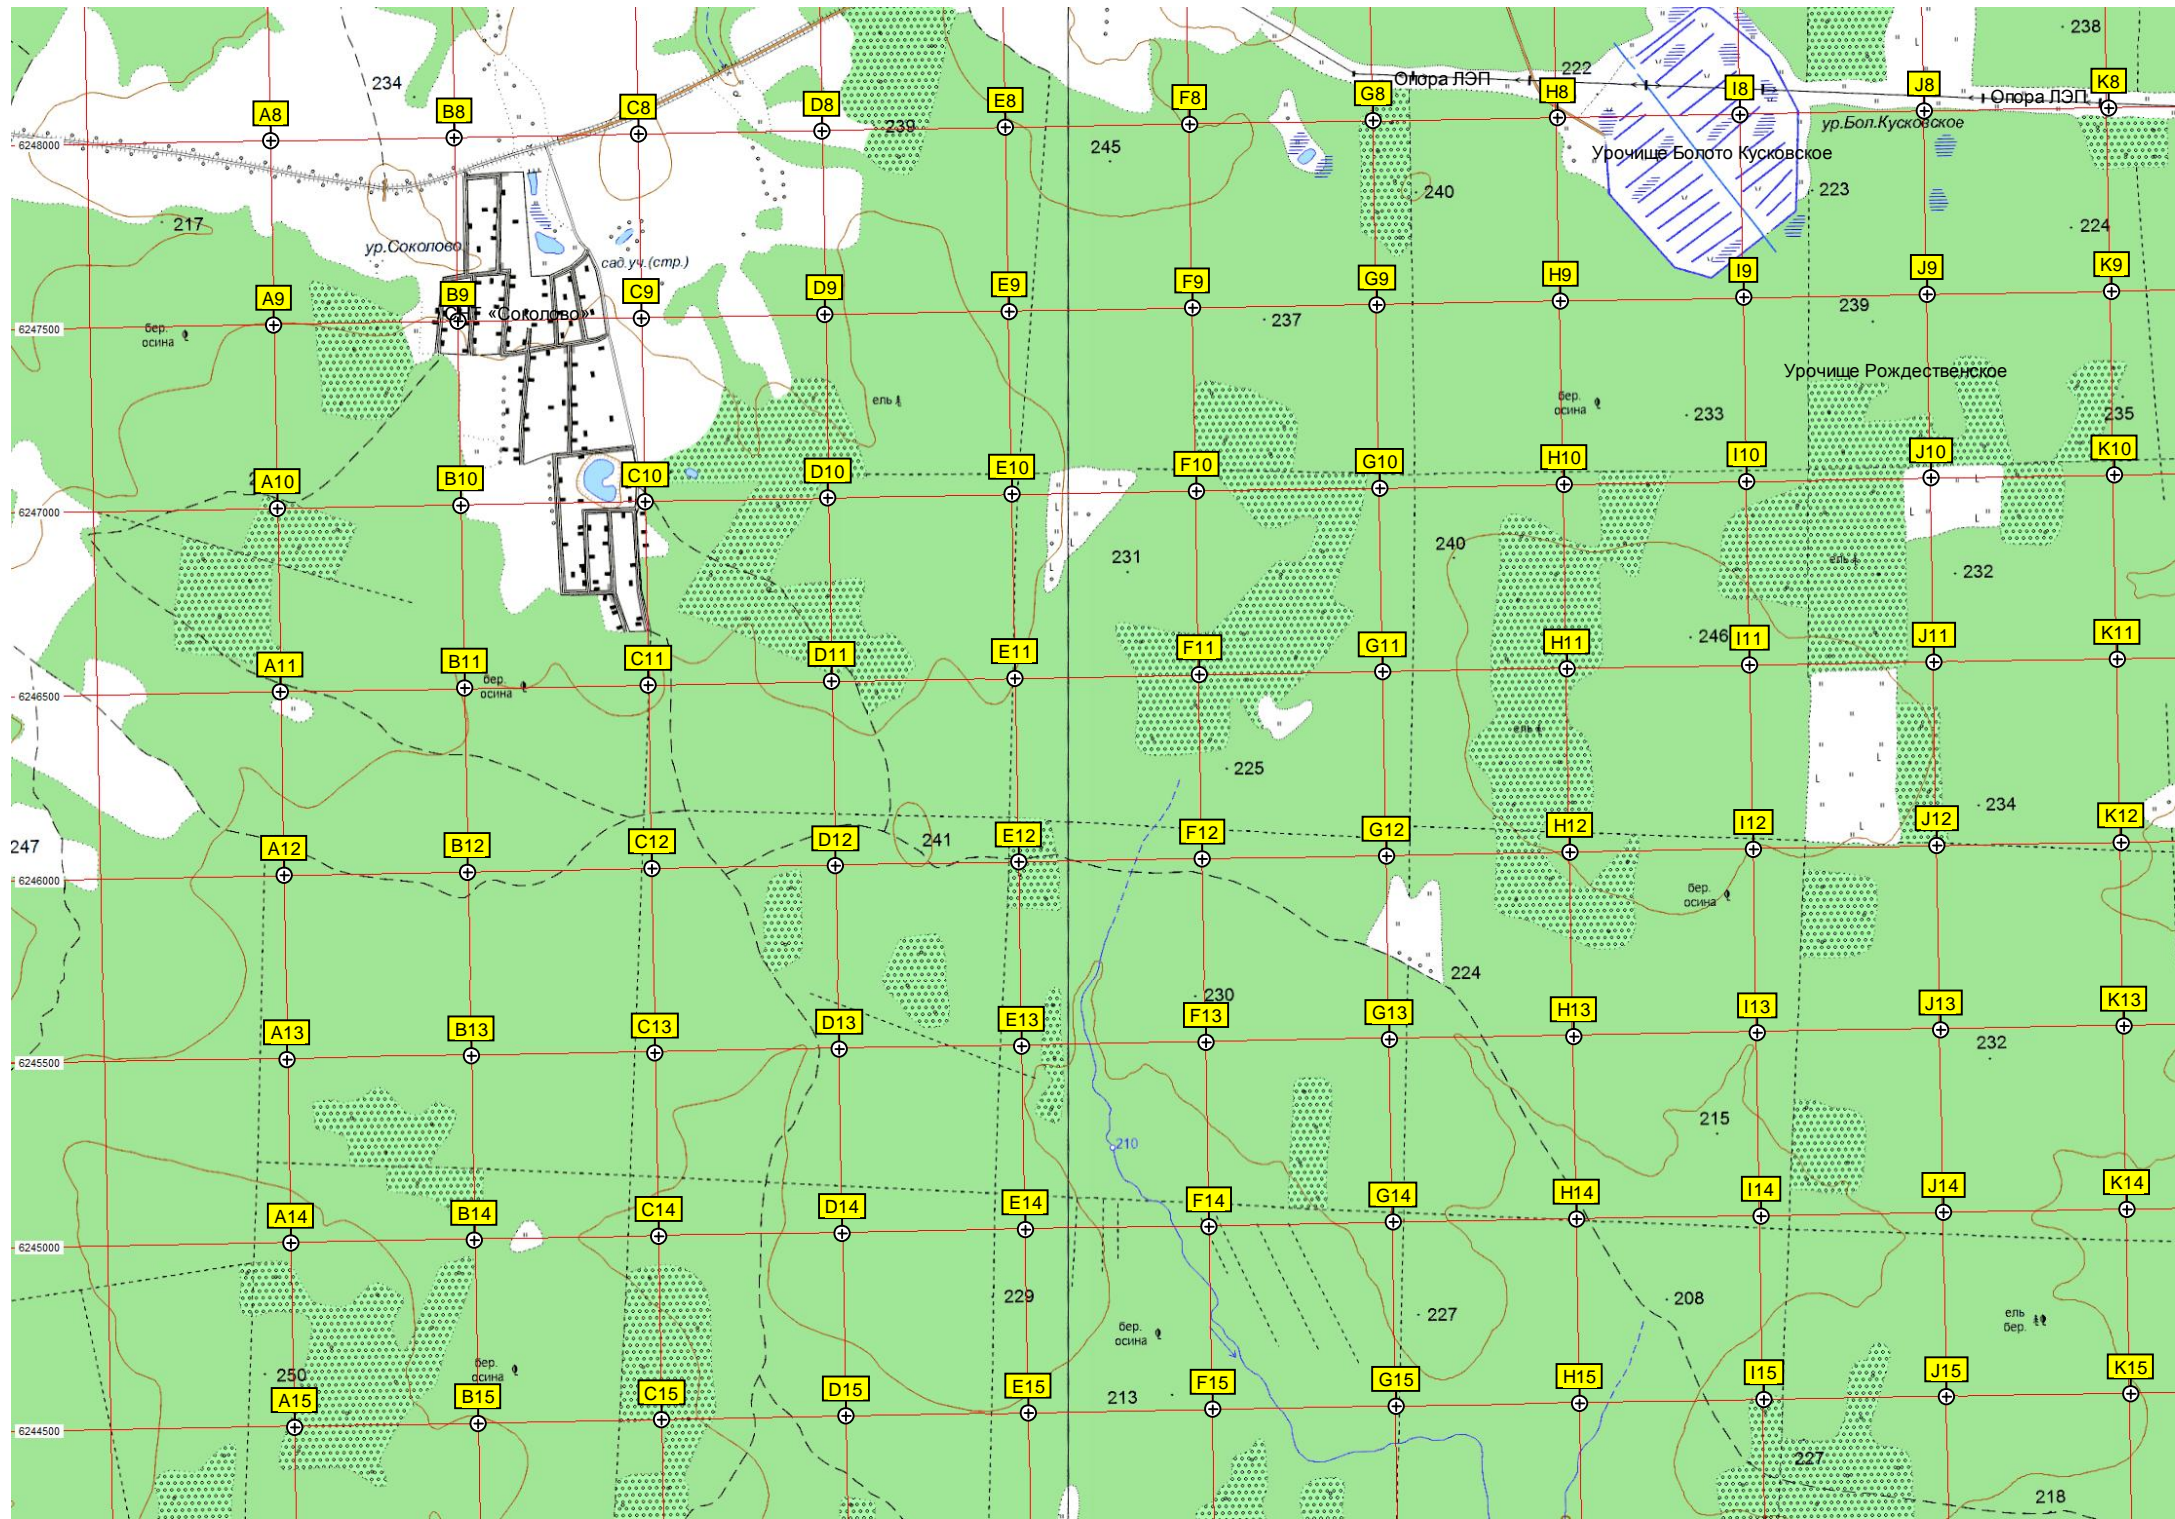 238
234
Опора ЛЭП
222
A8
B8
C8
D8
E8
F8
G8
H8
I8
J8
K8
Опора ЛЭП
239
ур.Бол.Кусковское
6248000
245
Урочище Болото Кусковское
240
223
217
224
ур.Соколово
сад.уч.(стр.)
A9
B9
C9
D9
E9
F9
G9
H9
I9
J9
K9
«Соколово»
237
239
6247500
бер.
осина
Урочище Рождественское
ель
бер.
осина
233
235
A10
B10
C10
D10
E10
F10
G10
H10
I10
J10
K10
6247000
231
240
ель
232
246
A11
B11
C11
D11
E11
F11
G11
H11
I11
J11
K11
бер.
осина
6246500
ель
225
234
247
241
A12
B12
C12
D12
E12
F12
G12
H12
I12
J12
K12
6246000
бер.
осина
224
230
A13
B13
C13
D13
E13
F13
G13
H13
I13
J13
K13
6245500
232
215
210
A14
B14
C14
D14
E14
F14
G14
H14
I14
J14
K14
6245000
229
208
227
бер.
осина
ель
бер.
250
бер.
осина
213
A15
B15
C15
D15
E15
F15
G15
H15
I15
J15
K15
6244500
227
218